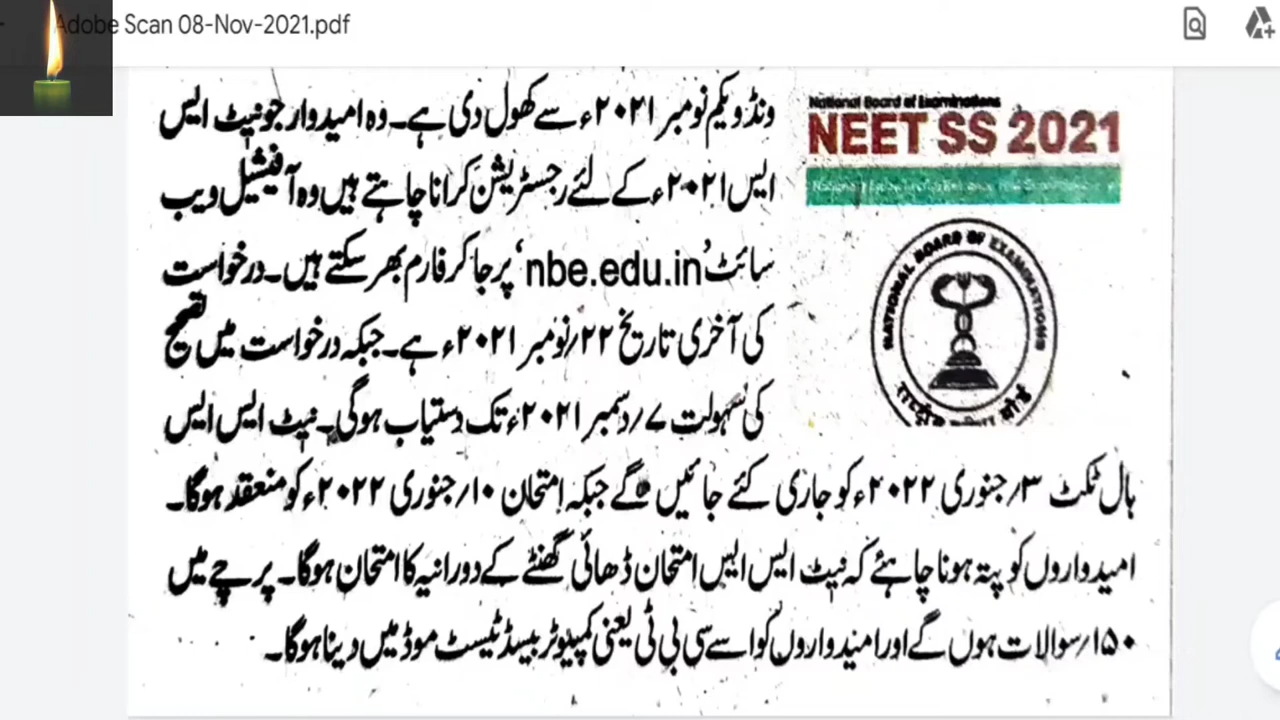 Adobe Scan 08-Nov-2021.pdf
National Board of Examinations
NEET SS 2021
NATIONAL BOARD OF EXAMINATIONS
ونڈو یکم نومبر ۲۰۲۱ء سے کھول دی ہے۔ وہ امیدوار جو نیٹ ایس
ایس ۲۰۲۱ء کے لئے رجسٹریشن کرانا چاہتے ہیں وہ آفیشیل ویب
سائٹ ’nbe.edu.in‘ پر جا کر فارم بھر سکتے ہیں۔ درخواست
کی آخری تاریخ ۲۲؍نومبر ۲۰۲۱ء ہے۔ جبکہ درخواست میں تصحیح
کی سہولت ۷؍دسمبر ۲۰۲۱ء تک دستیاب ہوگی۔ نیٹ ایس ایس
ہال ٹکٹ ۳؍جنوری ۲۰۲۲ء کو جاری کئے جائیں گے جبکہ امتحان ۱۰؍جنوری ۲۰۲۲ء کو منعقد ہوگا۔
امیدواروں کو پتہ ہونا چاہئے کہ نیٹ ایس ایس امتحان ڈھائی گھنٹے کے دورانیہ کا امتحان ہوگا۔ پرچے میں
۱۵۰؍سوالات ہوں گے اور امیدواروں کو اسے سی بی ٹی یعنی کمپیوٹر بیسڈ ٹیسٹ موڈ میں دینا ہوگا۔